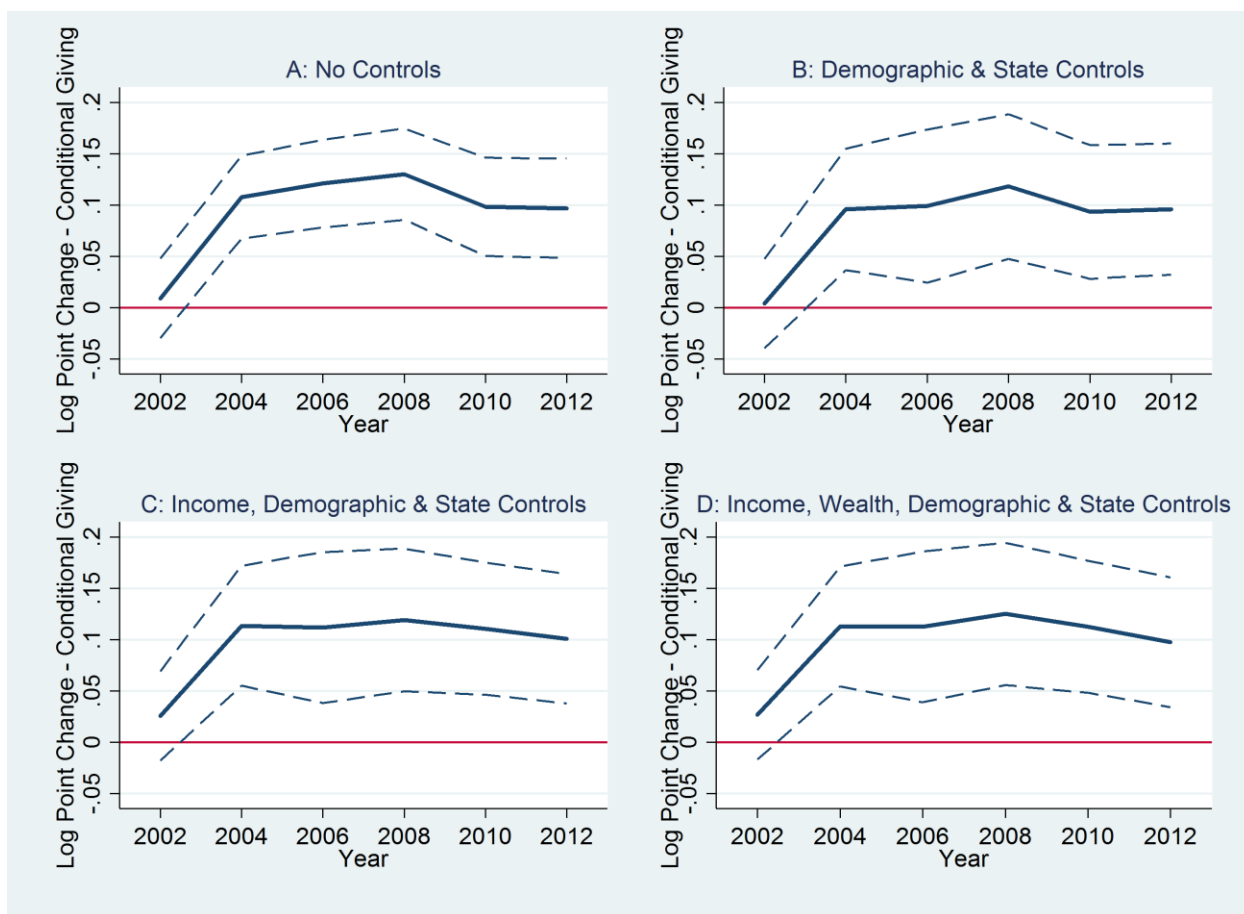 A: No Controls
Log Point Change - Conditional Giving
.2
.15
.1
.05
0
-.05
2002 2004 2006 2008 2010 2012
Year
B: Demographic & State Controls
Log Point Change - Conditional Giving
.2
.15
.1
.05
0
-.05
2002 2004 2006 2008 2010 2012
Year
C: Income, Demographic & State Controls
Log Point Change - Conditional Giving
.2
.15
.1
.05
0
-.05
2002 2004 2006 2008 2010 2012
Year
D: Income, Wealth, Demographic & State Controls
Log Point Change - Conditional Giving
.2
.15
.1
.05
0
-.05
2002 2004 2006 2008 2010 2012
Year